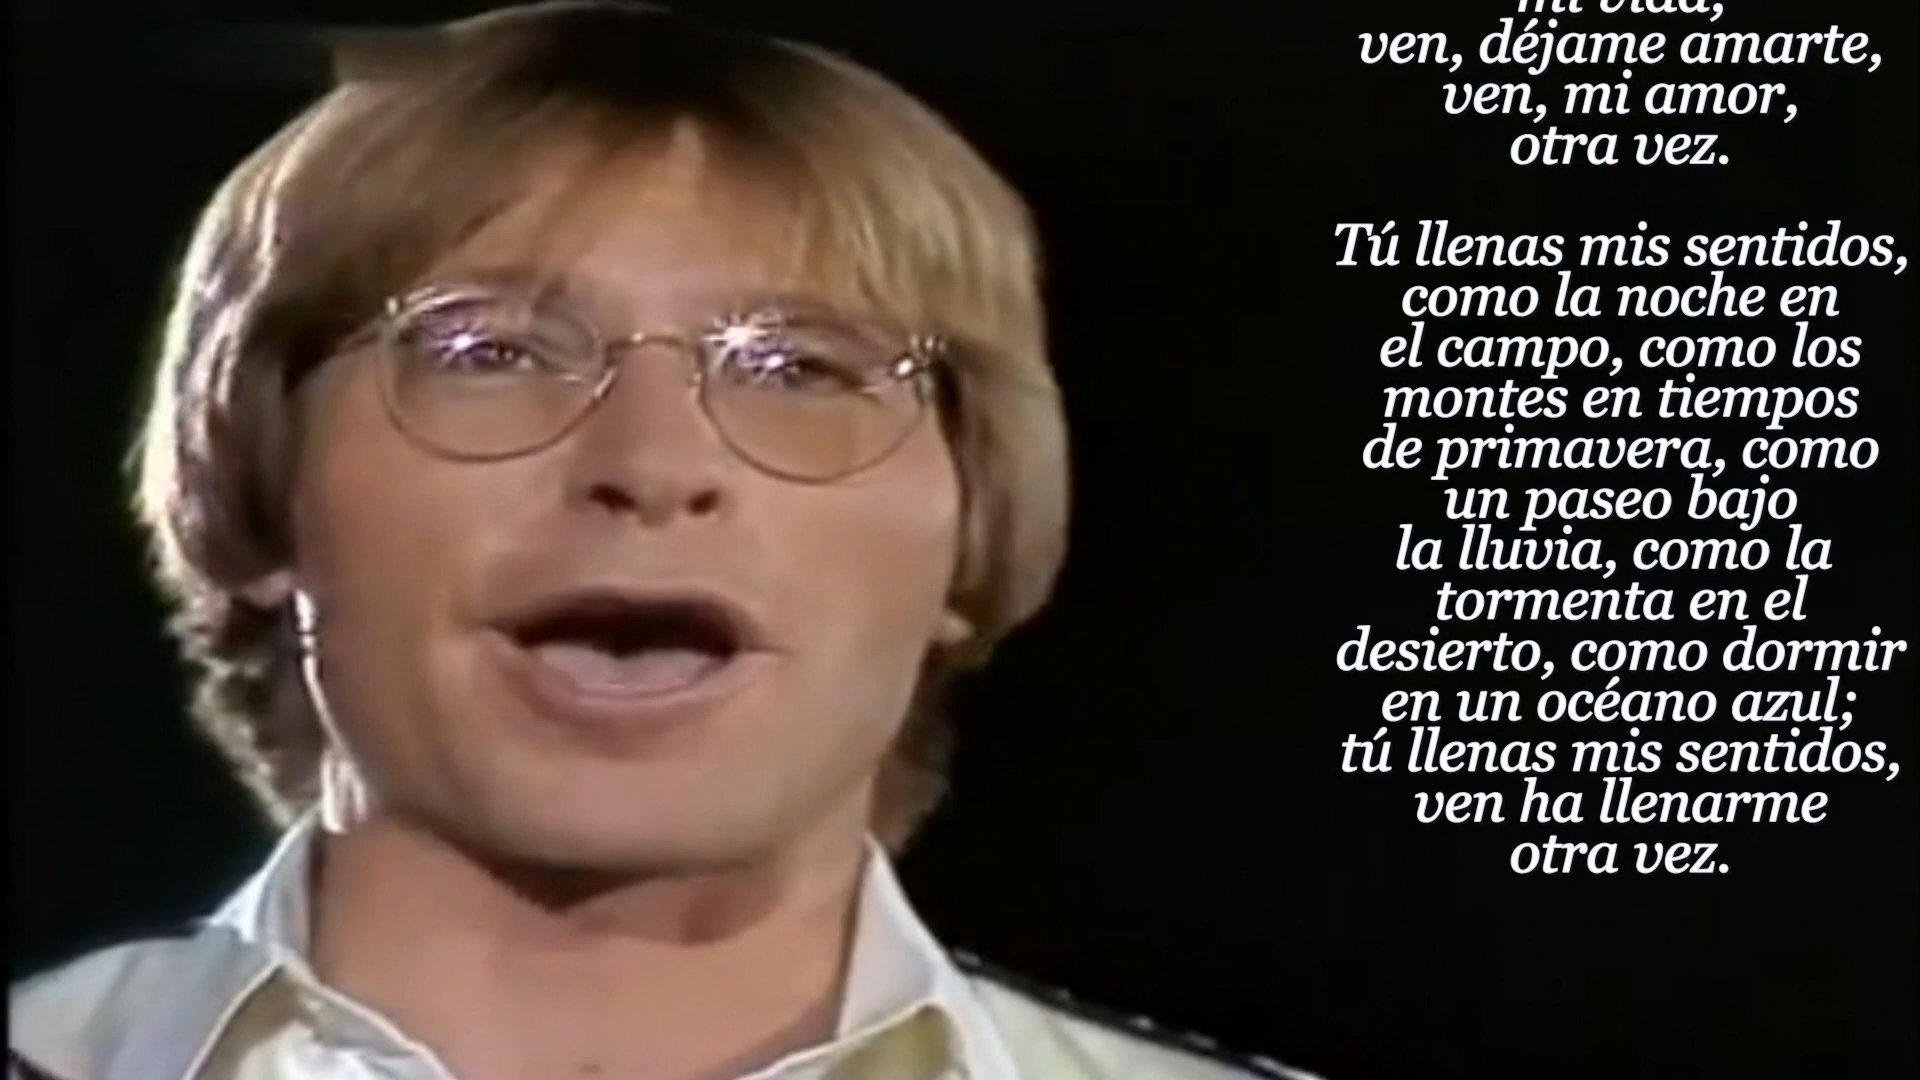 mi vida,
ven, déjame amarte,
ven, mi amor,
otra vez.
Tú llenas mis sentidos,
como la noche en
el campo, como los
montes en tiempos
de primavera, como
un paseo bajo
la lluvia, como la
tormenta en el
desierto, como dormir
en un océano azul;
tú llenas mis sentidos,
ven ha llenarme
otra vez.